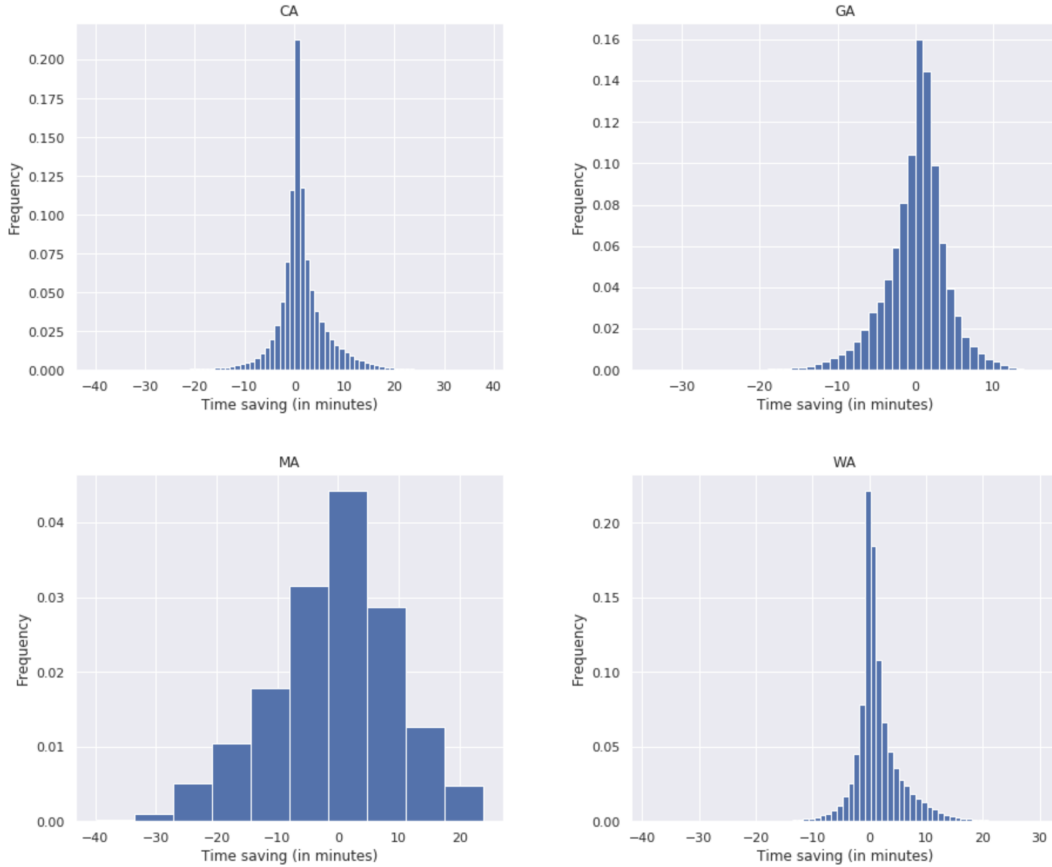 CA
0.200
0.175
0.150
0.125
0.100
0.075
0.050
0.025
0.000
Frequency
−40 −30 −20 −10 0 10 20 30 40
Time saving (in minutes)
GA
0.16
0.14
0.12
0.10
0.08
0.06
0.04
0.02
0.00
Frequency
−30 −20 −10 0 10
Time saving (in minutes)
MA
0.04
0.03
0.02
0.01
0.00
Frequency
−40 −30 −20 −10 0 10 20
Time saving (in minutes)
WA
0.20
0.15
0.10
0.05
0.00
Frequency
−40 −30 −20 −10 0 10 20 30
Time saving (in minutes)